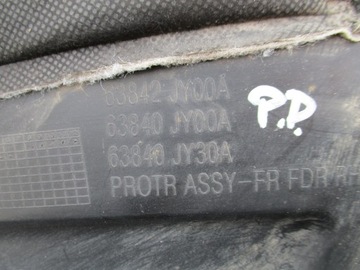 63842 JY00A
63840 JY00A
63840 JY30A
PROTR ASSY-FR FDR RH
P.D.